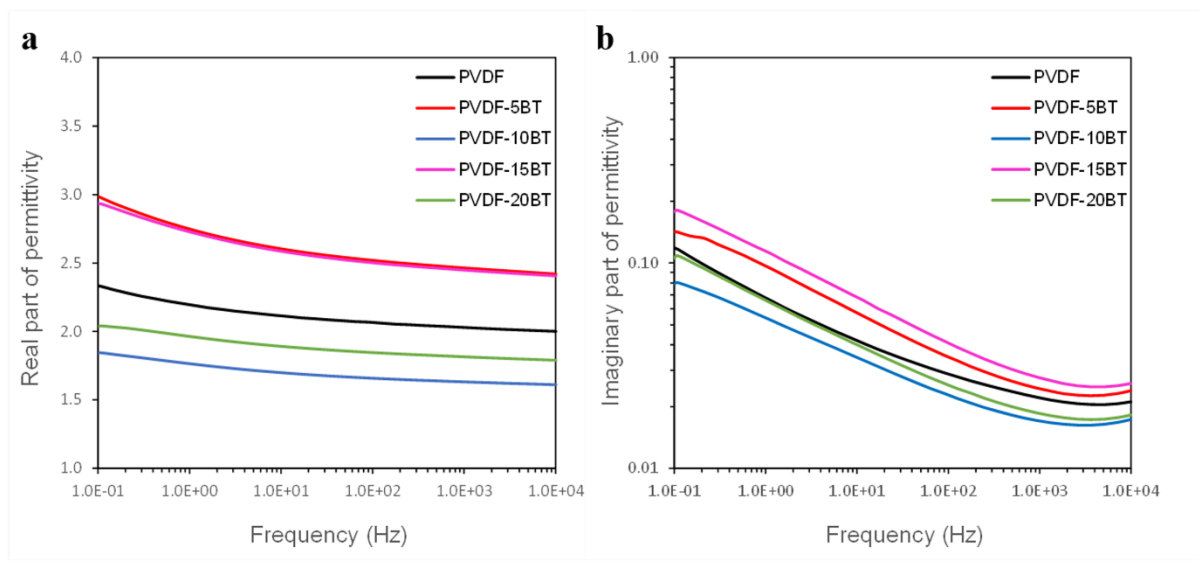 a
4.0
3.5
3.0
2.5
2.0
1.5
1.0
Real part of permittivity
PVDF
PVDF-5BT
PVDF-10BT
PVDF-15BT
PVDF-20BT
1.0E-01 1.0E+00 1.0E+01 1.0E+02 1.0E+03 1.0E+04
Frequency (Hz)
b
1.00
0.10
0.01
Imaginary part of permittivity
PVDF
PVDF-5BT
PVDF-10BT
PVDF-15BT
PVDF-20BT
1.0E-01 1.0E+00 1.0E+01 1.0E+02 1.0E+03 1.0E+04
Frequency (Hz)